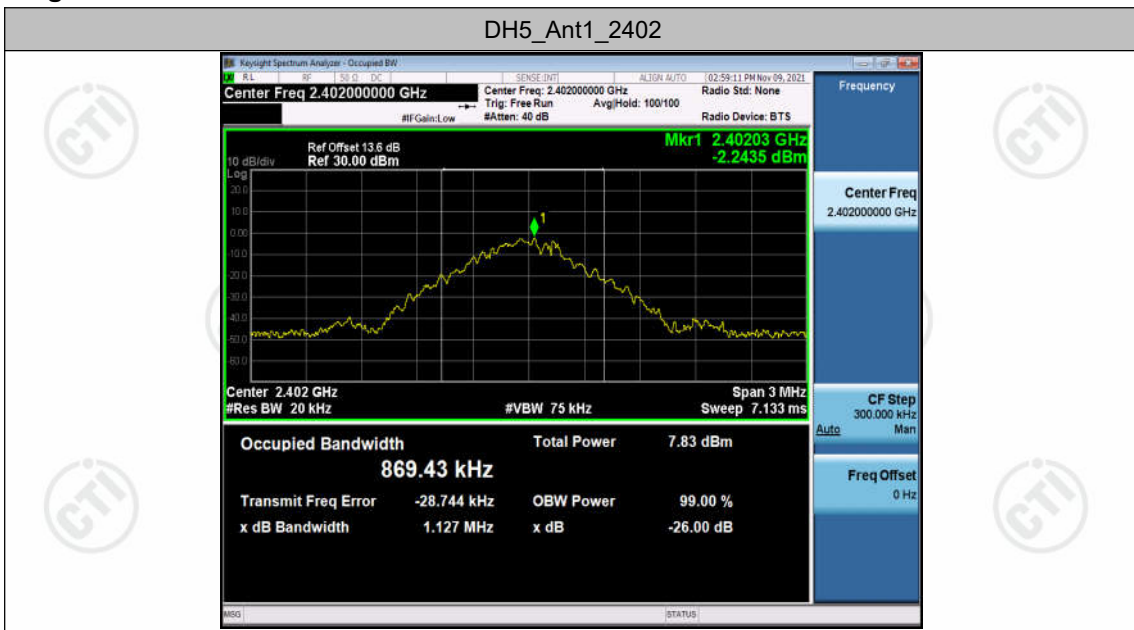 DH5_Ant1_2402
Keysight Spectrum Analyzer - Occupied BW
RL RF 50 Ω DC SENSE:INT ALIGN AUTO 02:59:11 PM Nov 09, 2021
Center Freq 2.402000000 GHz
Center Freq: 2.402000000 GHz
Radio Std: None
Trig: Free Run Avg|Hold: 100/100
#IFGain:Low #Atten: 40 dB Radio Device: BTS
Mkr1 2.40203 GHz
-2.2435 dBm
Ref Offset 13.6 dB
10 dB/div Ref 30.00 dBm
Log
20.0
10.0
0.00
-10.0
-20.0
-30.0
-40.0
-50.0
-60.0
1
Center 2.402 GHz Span 3 MHz
#Res BW 20 kHz #VBW 75 kHz Sweep 7.133 ms
Occupied Bandwidth Total Power 7.83 dBm
869.43 kHz
Transmit Freq Error -28.744 kHz OBW Power 99.00 %
x dB Bandwidth 1.127 MHz x dB -26.00 dB
MSG STATUS
Frequency
Center Freq
2.402000000 GHz
CF Step
300.000 kHz
Auto Man
Freq Offset
0 Hz
CTI
CTI
CTI
CTI